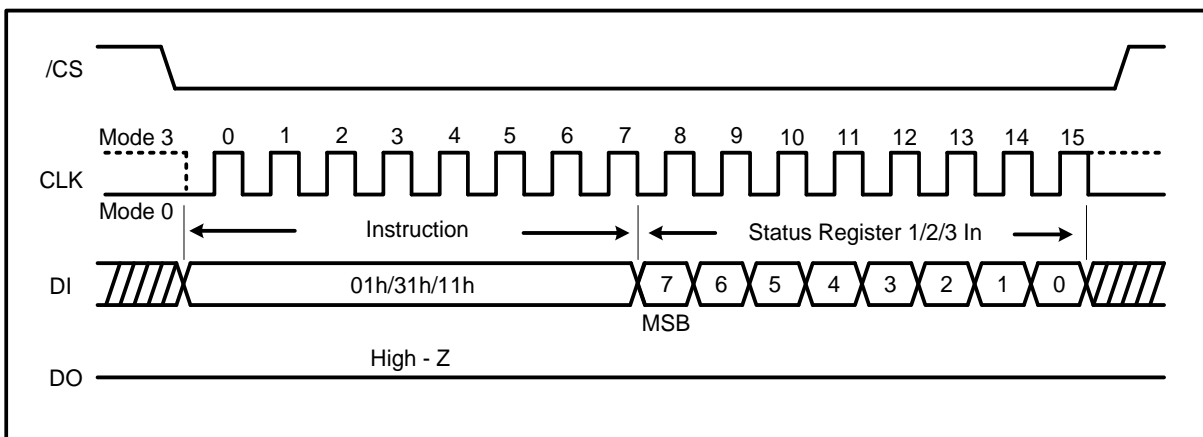 /CS
Mode 3 0 1 2 3 4 5 6 7 8 9 10 11 12 13 14 15
CLK
Mode 0
Instruction Status Register 1/2/3 In
DI 01h/31h/11h 7 6 5 4 3 2 1 0
MSB
High - Z
DO